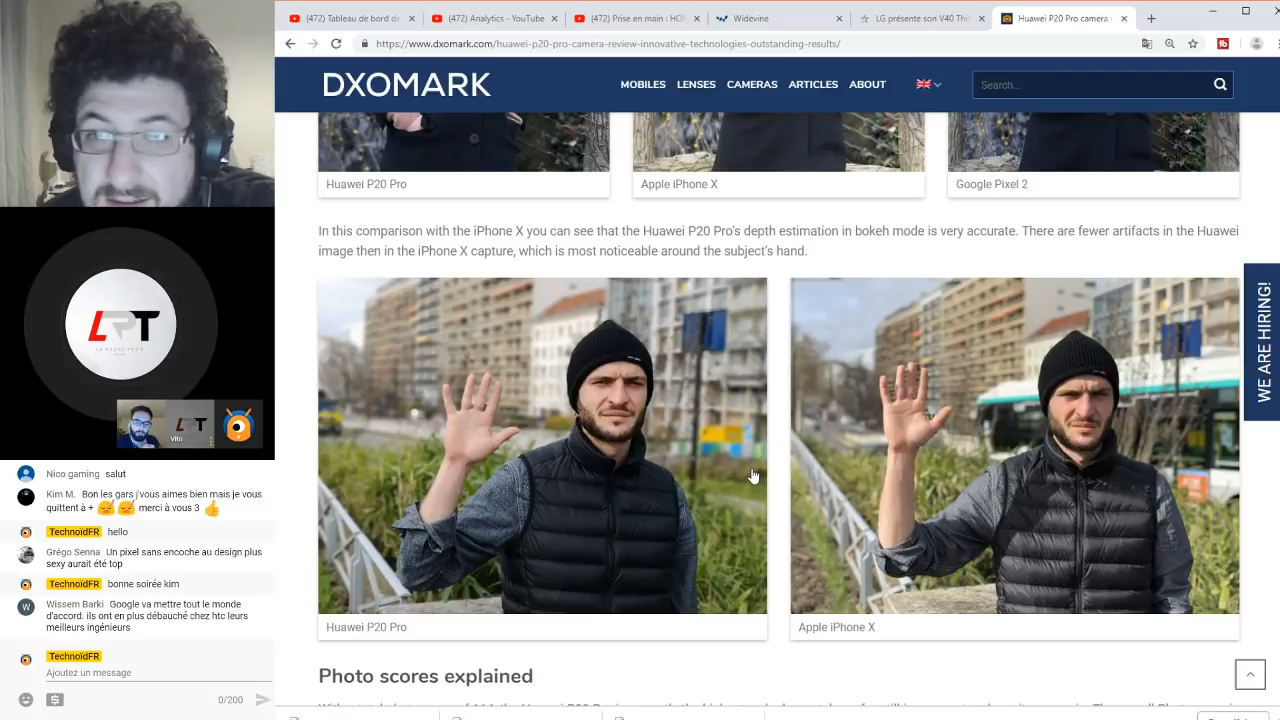 (472) Tableau de bord de
(472) Analytics - YouTube
(472) Prise en main : HO
Widevine
LG présente son V40 Thi
Huawei P20 Pro camera
https://www.dxomark.com/huawei-p20-pro-camera-review-innovative-technologies-outstanding-results/
DXOMARK
MOBILES
LENSES
CAMERAS
ARTICLES
ABOUT
Search...
Huawei P20 Pro
Apple iPhone X
Google Pixel 2
In this comparison with the iPhone X you can see that the Huawei P20 Pro's depth estimation in bokeh mode is very accurate. There are fewer artifacts in the Huawei
image then in the iPhone X capture, which is most noticeable around the subject's hand.
WE ARE HIRING!
Huawei P20 Pro
Apple iPhone X
Photo scores explained
LPT
LA PAUSE TECH
LPT
Vito
Nico gaming salut
Kim M. Bon les gars j'vous aimes bien mais je vous
quittent à + merci à vous 3
TechnoïdFR hello
Grégo Senna Un pixel sans encoche au design plus
sexy aurait été top
TechnoïdFR bonne soirée kim
W
Wissem Barki Google va mettre tout le monde
d'accord. ils ont en plus débauché chez htc leurs
meilleurs ingénieurs
TechnoïdFR
Ajoutez un message
0/200